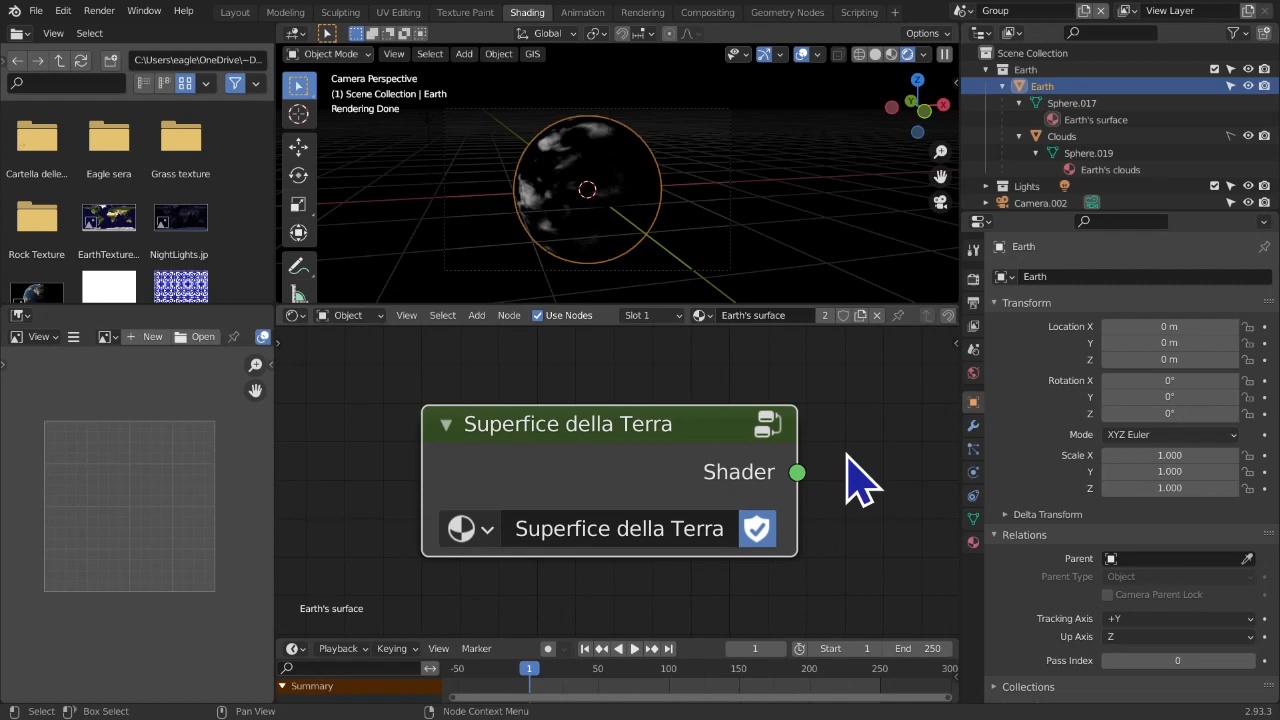 File Edit Render Window Help Layout Modeling Sculpting UV Editing Texture Paint Shading Animation Rendering Compositing Geometry Nodes Scripting + Group View Layer
View Select
C:\Users\eagle\OneDrive\~D...
Cartella delle... Eagle sera Grass texture
Rock Texture EarthTexture... NightLights.jp
Global Options
Object Mode View Select Add Object GIS
Camera Perspective
(1) Scene Collection | Earth
Rendering Done
Z
Y X
View + New Open
Object View Select Add Node Use Nodes Slot 1 Earth's surface 2
Superfice della Terra
Shader
Superfice della Terra
Earth's surface
Playback Keying View Marker 1 Start 1 End 250
-50 1 50 100 150 200 250 300
Summary
Scene Collection
Earth
Earth
Sphere.017
Earth's surface
Clouds
Sphere.019
Earth's clouds
Lights
Camera.002
Earth
Earth
Transform
Location X 0 m
Y 0 m
Z 0 m
Rotation X 0°
Y 0°
Z 0°
Mode XYZ Euler
Scale X 1.000
Y 1.000
Z 1.000
Delta Transform
Relations
Parent
Parent Type Object
Camera Parent Lock
Tracking Axis +Y
Up Axis Z
Pass Index 0
Collections
Select Box Select Pan View Node Context Menu 2.93.3